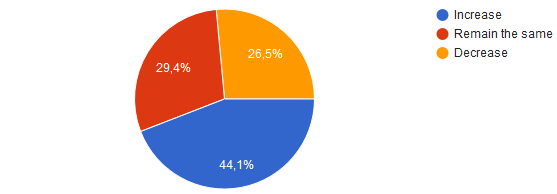 Increase
Remain the same
Decrease
26,5%
29,4%
44,1%